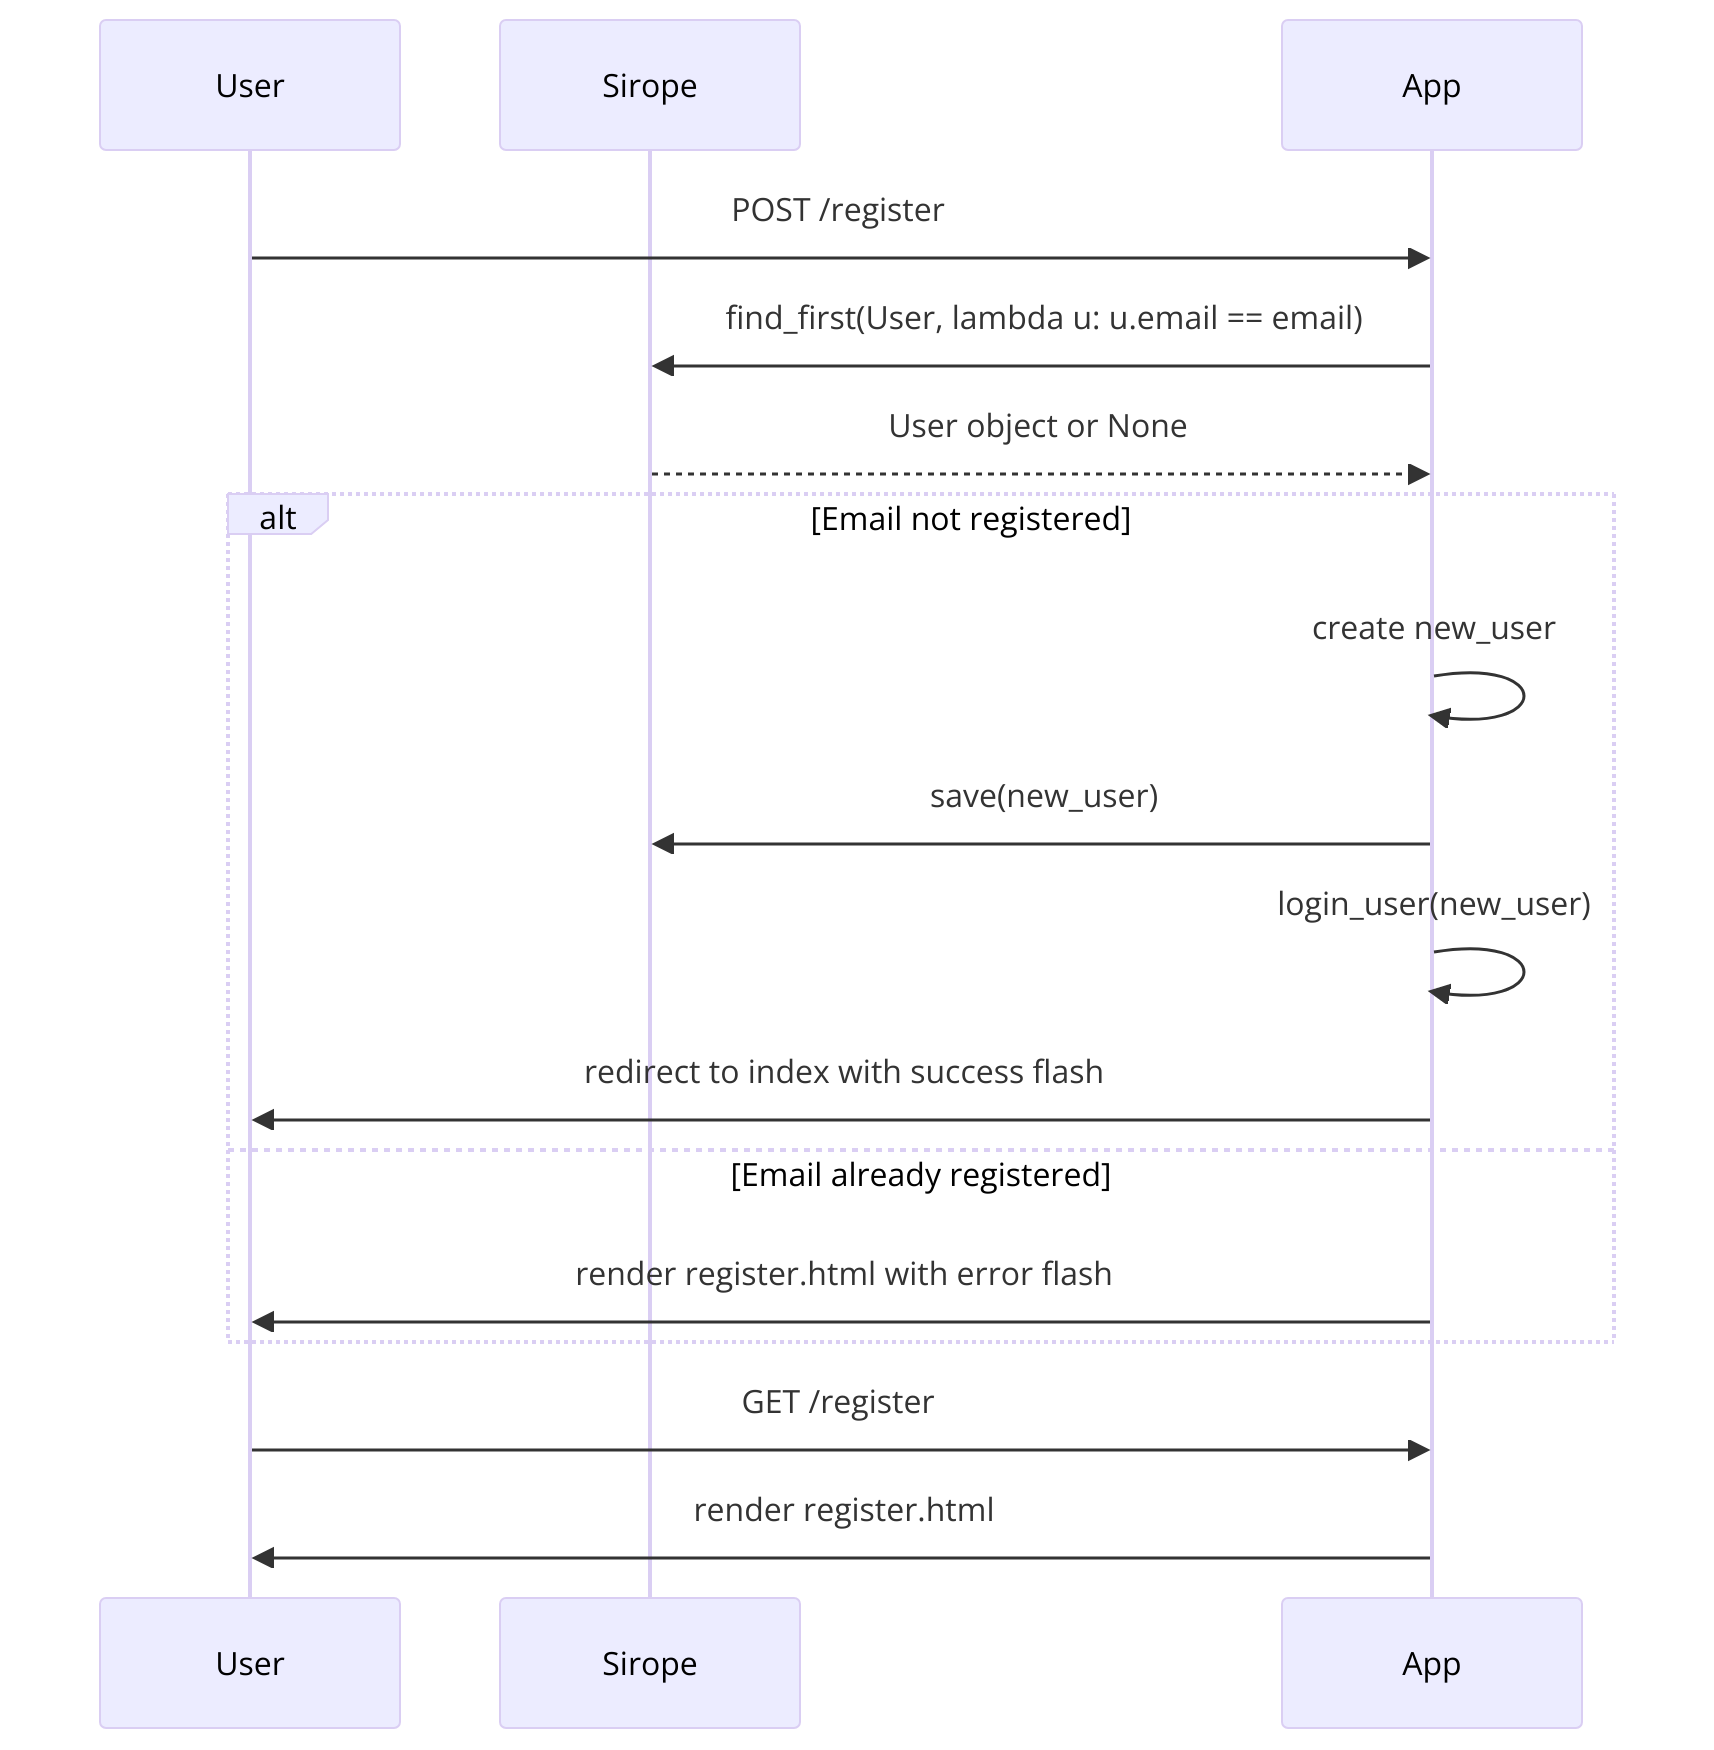 User
Sirope
App
POST /register
find_first(User, lambda u: u.email == email)
User object or None
alt
[Email not registered]
create new_user
save(new_user)
login_user(new_user)
redirect to index with success flash
[Email already registered]
render register.html with error flash
GET /register
render register.html
User
Sirope
App